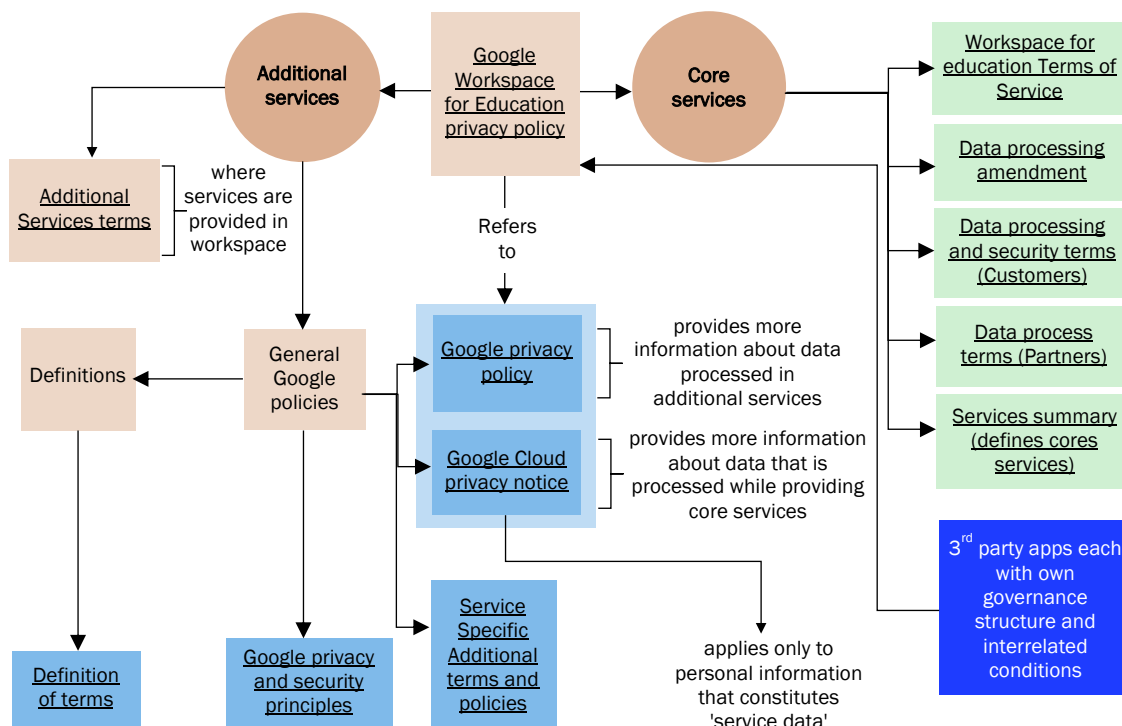 Additional
services
Google
Workspace
for Education
privacy policy
Core
services
Workspace for
education Terms of
Service
Data processing
amendment
Data processing
and security terms
(Customers)
Data process
terms (Partners)
Services summary
(defines cores
services)
Additional
Services terms
where
services are
provided in
workspace
Refers
to
Definitions
General
Google
policies
Google privacy
policy
provides more
information about data
processed in
additional services
Google Cloud
privacy notice
provides more information
about data that is
processed while providing
core services
3rd party apps each
with own
governance
structure and
interrelated
conditions
Definition
of terms
Google privacy
and security
principles
Service
Specific
Additional
terms and
policies
applies only to
personal information
that constitutes
'service data'